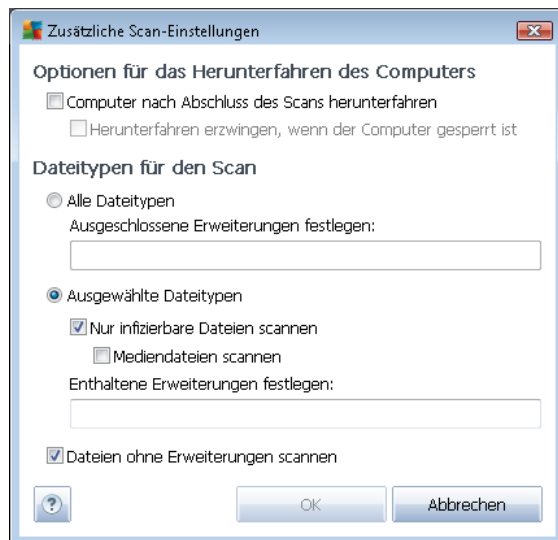 Zusätzliche Scan-Einstellungen
Optionen für das Herunterfahren des Computers
Computer nach Abschluss des Scans herunterfahren
Herunterfahren erzwingen, wenn der Computer gesperrt ist
Dateitypen für den Scan
Alle Dateitypen
Ausgeschlossene Erweiterungen festlegen:
Ausgewählte Dateitypen
Nur infizierbare Dateien scannen
Mediendateien scannen
Enthaltene Erweiterungen festlegen:
Dateien ohne Erweiterungen scannen
? OK Abbrechen